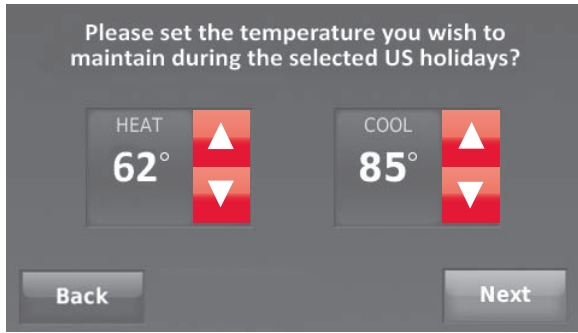 Please set the temperature you wish to
maintain during the selected US holidays?
HEAT
62°
COOL
85°
Back
Next